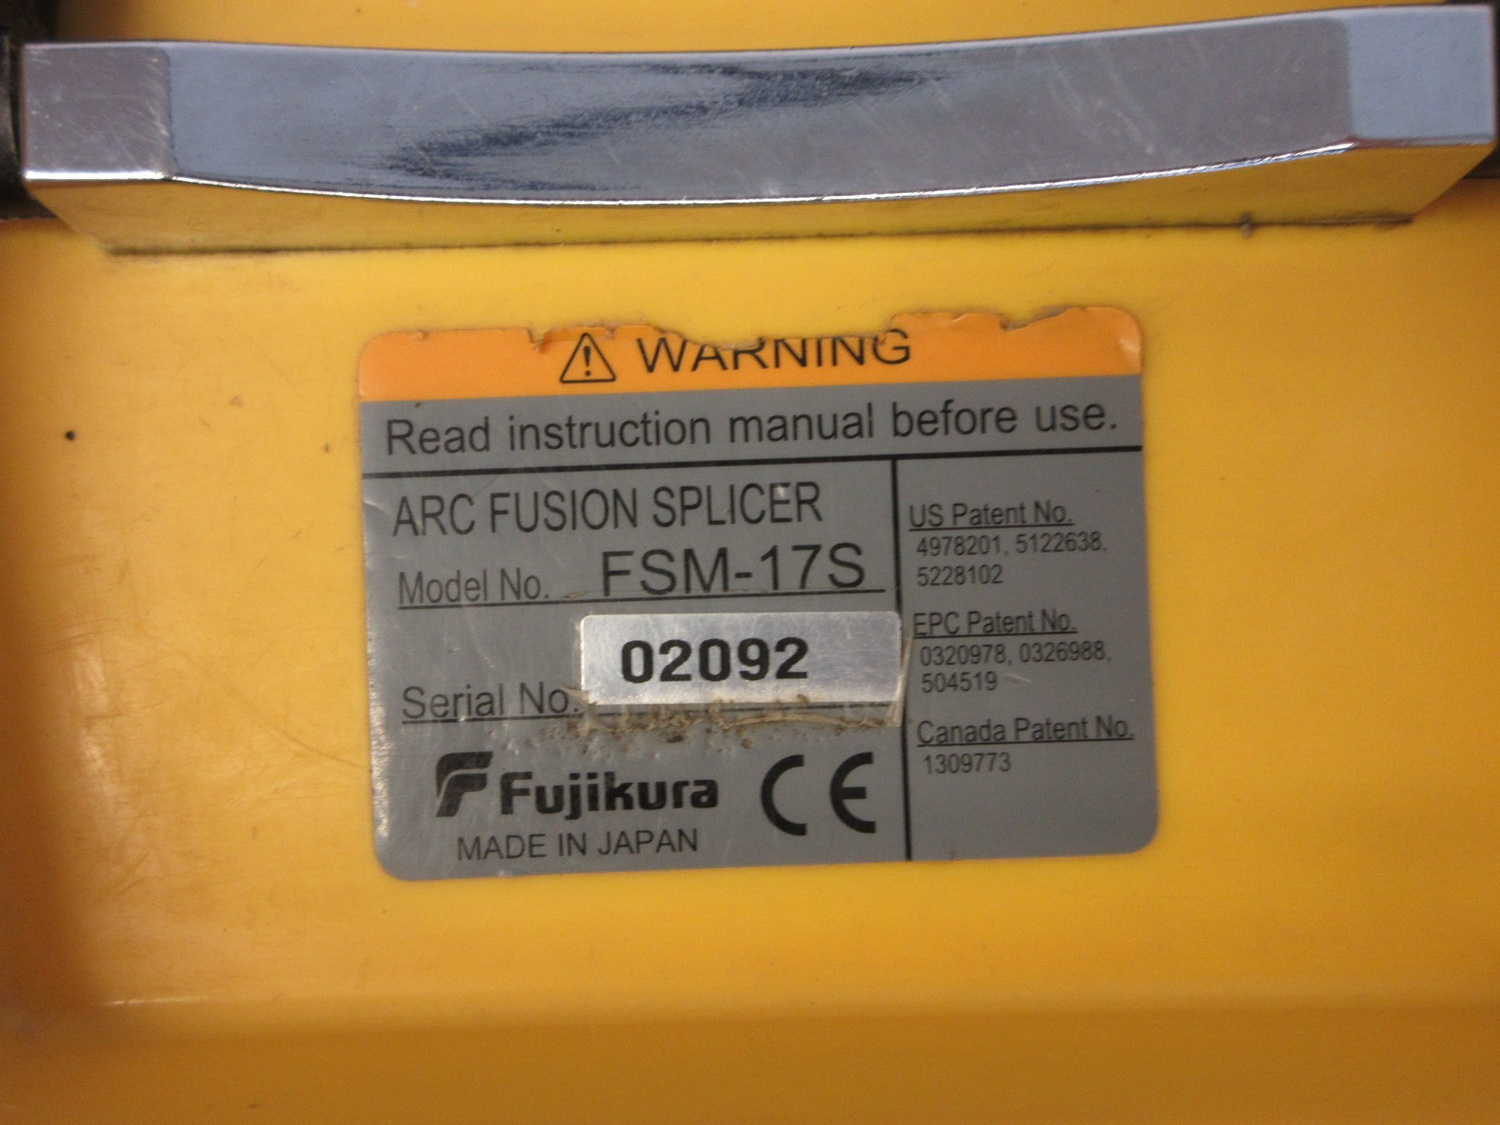 WARNING
Read instruction manual before use.
ARC FUSION SPLICER
Model No. FSM-17S
Serial No. 02092
Fujikura CE
MADE IN JAPAN
US Patent No.
4978201, 5122638,
5228102
EPC Patent No.
0320978, 0326988,
504519
Canada Patent No.
1309773